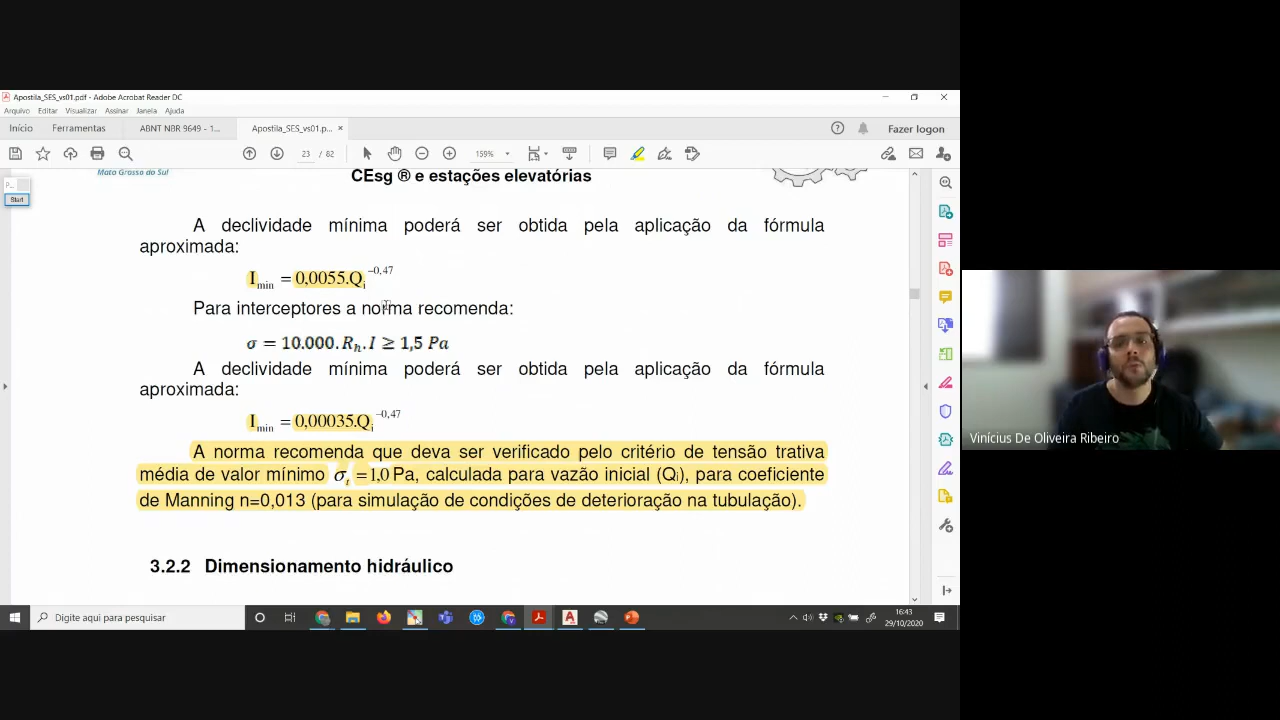 Apostila_SES_vs01.pdf - Adobe Acrobat Reader DC
Arquivo Editar Visualizar Assinar Janela Ajuda
Início Ferramentas ABNT NBR 9649 - 1... Apostila_SES_vs01.p... × Fazer logon
23 / 82 159%
P...
Start
Mato Grosso do Sul
CEsg ® e estações elevatórias
A declividade mínima poderá ser obtida pela aplicação da fórmula
aproximada:
I min = 0,0055.Qi −0,47
Para interceptores a norma recomenda:
σ = 10.000. Rh. I ≥ 1,5 Pa
A declividade mínima poderá ser obtida pela aplicação da fórmula
aproximada:
I min = 0,00035.Qi −0,47
A norma recomenda que deva ser verificado pelo critério de tensão trativa
média de valor mínimo σt =1,0 Pa, calculada para vazão inicial (Qi), para coeficiente
de Manning n=0,013 (para simulação de condições de deterioração na tubulação).
3.2.2 Dimensionamento hidráulico
Vinícius De Oliveira Ribeiro
Digite aqui para pesquisar
16:43
29/10/2020